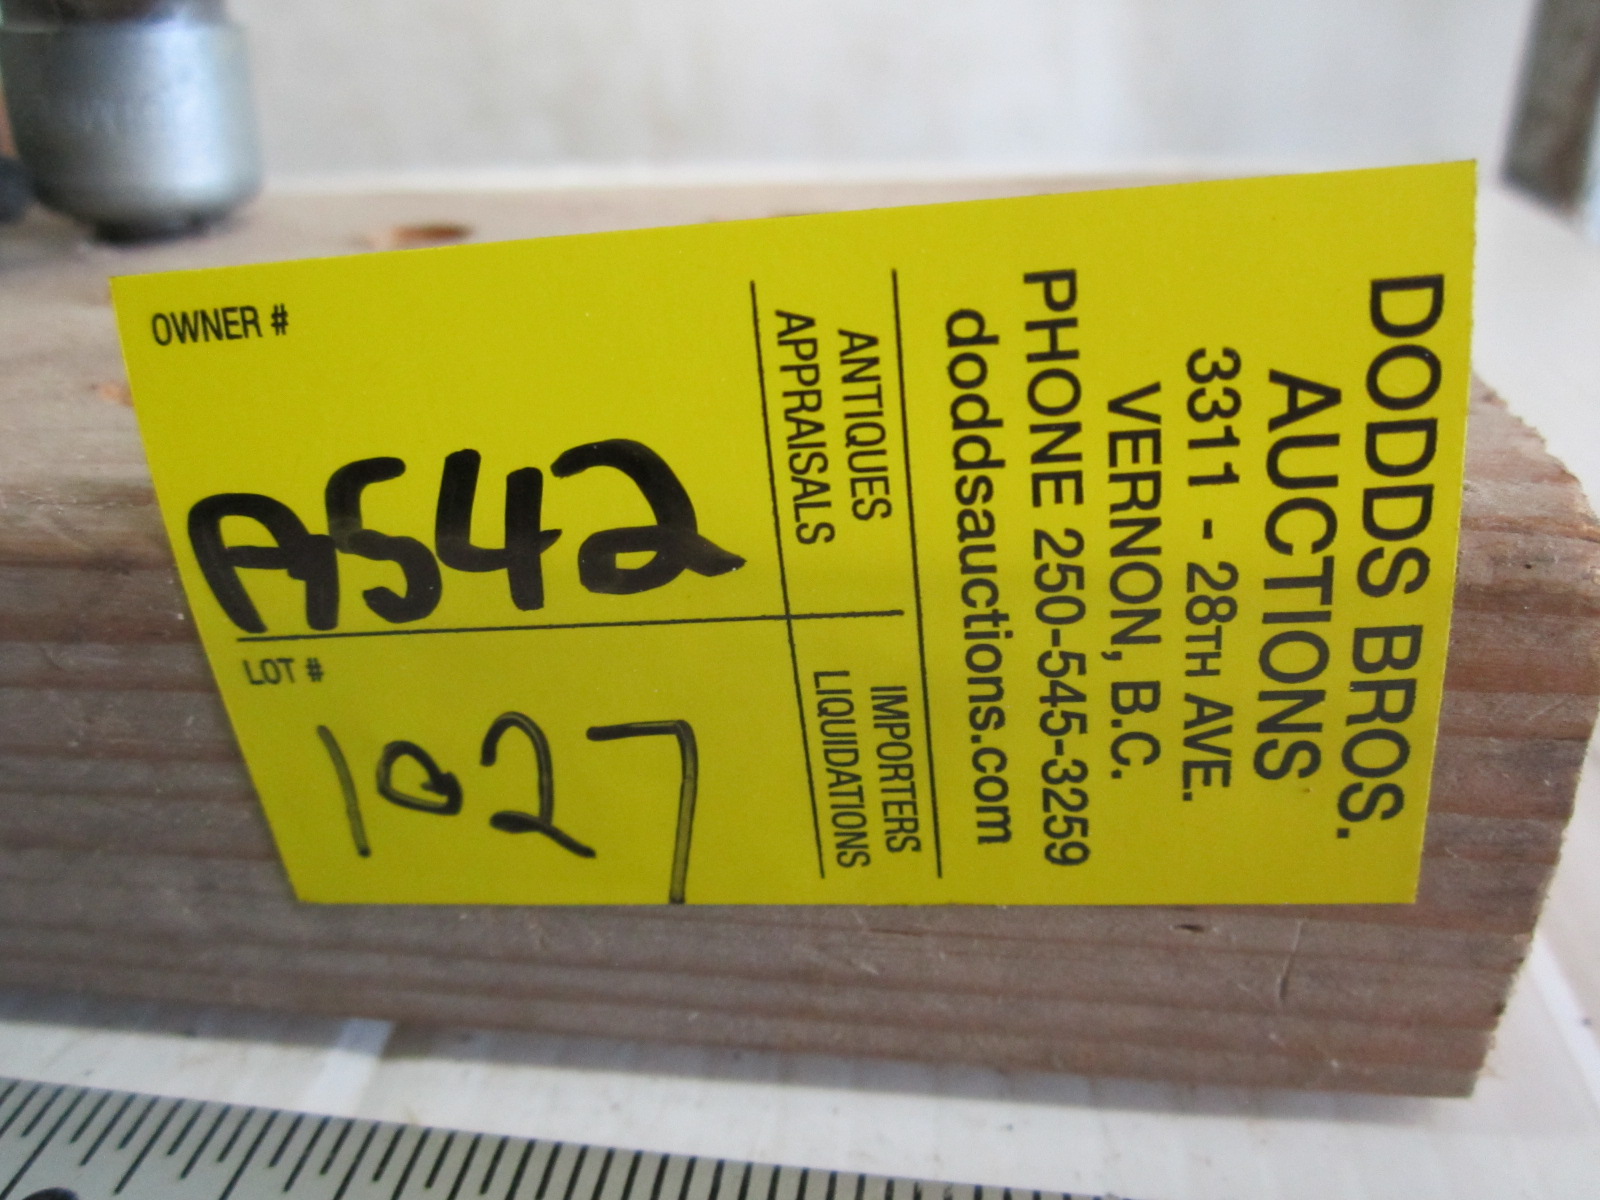 DODDS BROS.
AUCTIONS
3311 - 28TH AVE.
VERNON, B.C.
PHONE 250-545-3259
doddsauctions.com
ANTIQUES
APPRAISALS
IMPORTERS
LIQUIDATIONS
OWNER #
A542
LOT #
1027